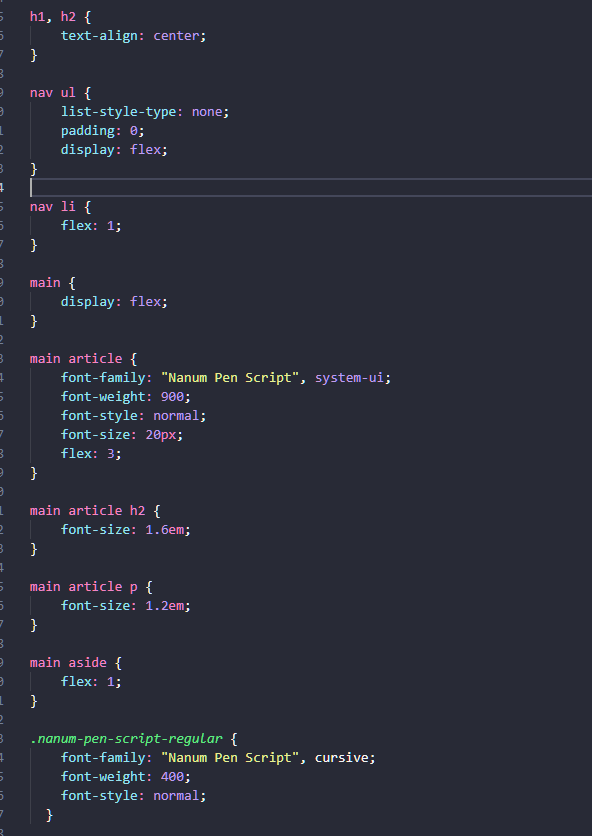 h1, h2 {
    text-align: center;
}

nav ul {
    list-style-type: none;
    padding: 0;
    display: flex;
}

nav li {
    flex: 1;
}

main {
    display: flex;
}

main article {
    font-family: "Nanum Pen Script", system-ui;
    font-weight: 900;
    font-style: normal;
    font-size: 20px;
    flex: 3;
}

main article h2 {
    font-size: 1.6em;
}

main article p {
    font-size: 1.2em;
}

main aside {
    flex: 1;
}

.nanum-pen-script-regular {
    font-family: "Nanum Pen Script", cursive;
    font-weight: 400;
    font-style: normal;
  }